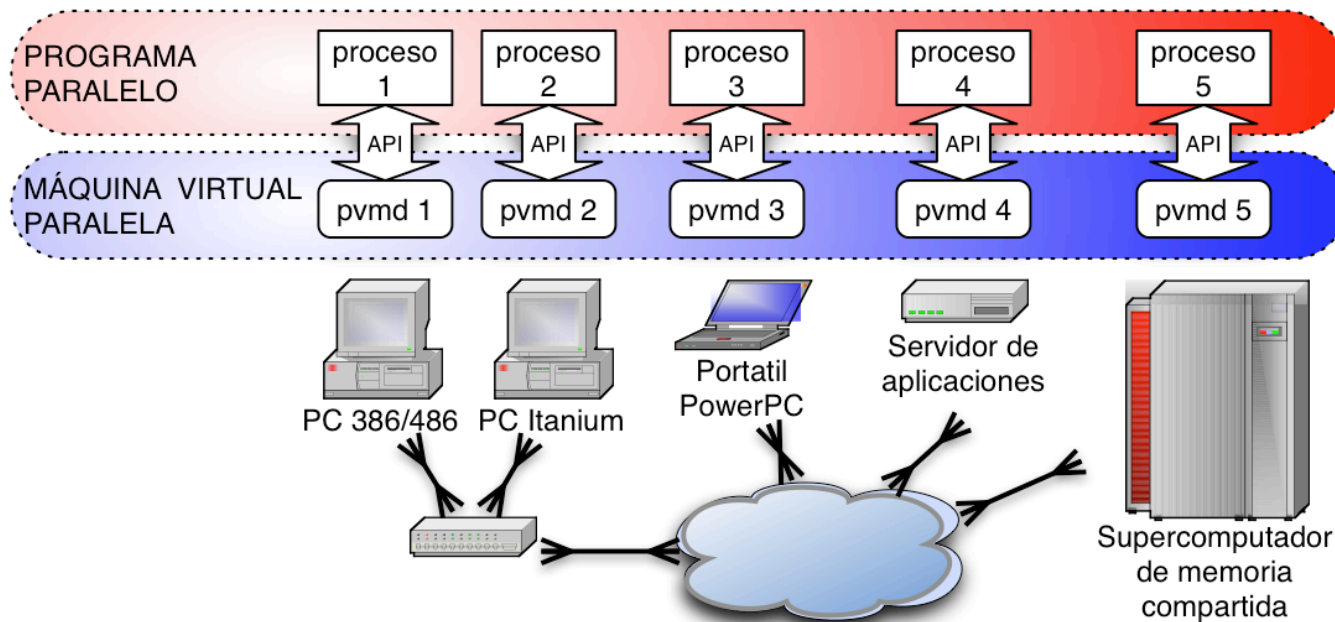 PROGRAMA
PARALELO
proceso
1
proceso
2
proceso
3
proceso
4
proceso
5
API
API
API
API
API
MÁQUINA VIRTUAL
PARALELA
pvmd 1
pvmd 2
pvmd 3
pvmd 4
pvmd 5
PC 386/486
PC Itanium
Portatil
PowerPC
Servidor de
aplicaciones
Supercomputador
de memoria
compartida